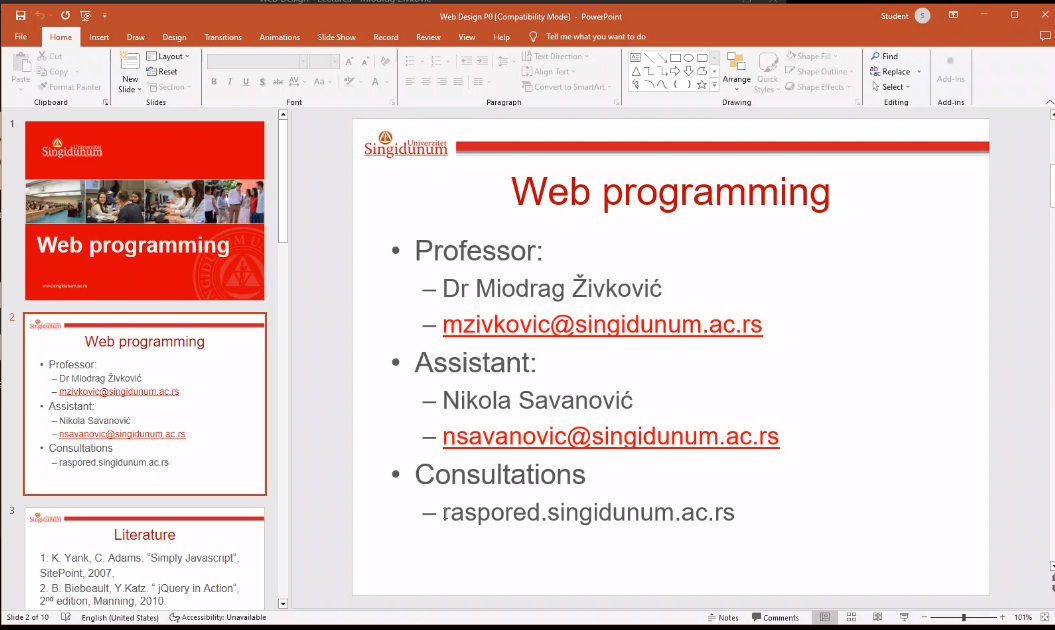 Web Design P0 [Compatibility Mode] - PowerPoint
Student
S
File
Home
Insert
Draw
Design
Transitions
Animations
Slide Show
Record
Review
View
Help
Tell me what you want to do
Paste
Cut
Copy
Format Painter
Clipboard
New
Slide
Layout
Reset
Section
Slides
B I U S abc AV Aa A
Font
Text Direction
Align Text
Convert to SmartArt
Paragraph
Arrange
Quick
Styles
Shape Fill
Shape Outline
Shape Effects
Drawing
Find
Replace
Select
Editing
Add-ins
Add-ins
1
Singidunum
Web programming
www.singidunum.ac.rs
2
Singidunum
Web programming
• Professor:
– Dr Miodrag Živković
– mzivkovic@singidunum.ac.rs
• Assistant:
– Nikola Savanović
– nsavanovic@singidunum.ac.rs
• Consultations
– raspored.singidunum.ac.rs
3
Singidunum
Literature
1. K. Yank, C. Adams. "Simply Javascript",
SitePoint, 2007.
2. B. Biebeault, Y.Katz. " jQuery in Action",
2nd edition, Manning, 2010.
Univerzitet
Singidunum
Web programming
• Professor:
– Dr Miodrag Živković
– mzivkovic@singidunum.ac.rs
• Assistant:
– Nikola Savanović
– nsavanovic@singidunum.ac.rs
• Consultations
– raspored.singidunum.ac.rs
Slide 2 of 10
English (United States)
Accessibility: Unavailable
Notes
Comments
101%